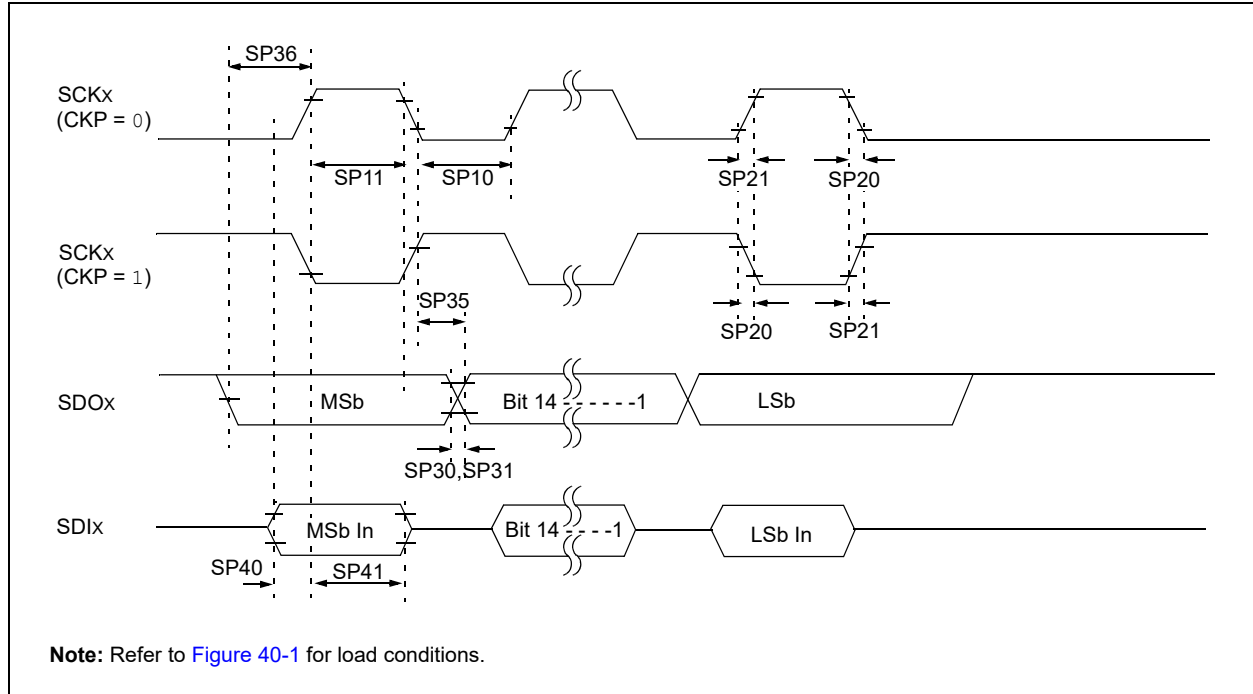 SP36
SCKx
(CKP = 0)
SP11
SP10
SP21
SP20
SCKx
(CKP = 1)
SP35
SP20
SP21
SDOx
MSb
Bit 14 - - - - - -1
LSb
SP30,SP31
SDIx
MSb In
Bit 14 - - - -1
LSb In
SP40
SP41
Note: Refer to Figure 40-1 for load conditions.